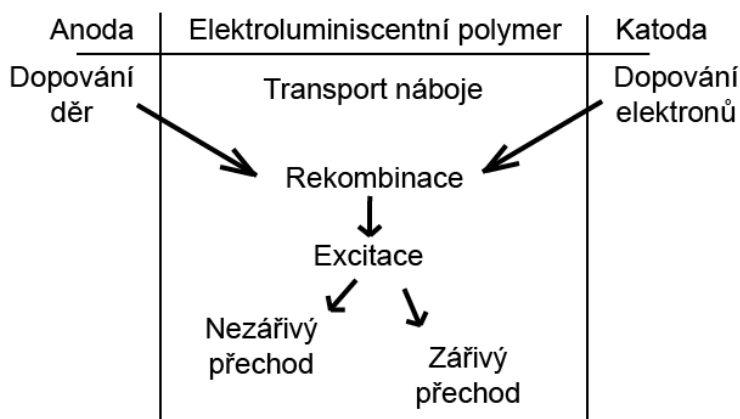 Anoda
Elektroluminiscentní polymer
Katoda
Dopování
děr
Transport náboje
Dopování
elektronů
Rekombinace
Excitace
Nezářivý
přechod
Zářivý
přechod